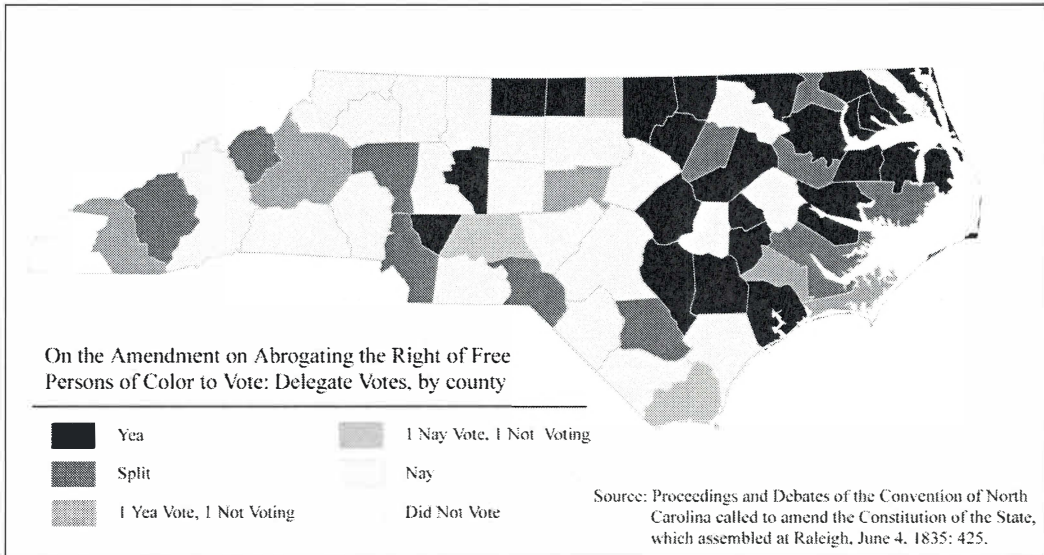 On the Amendment on Abrogating the Right of Free
Persons of Color to Vote: Delegate Votes, by county
Yea
Split
1 Yea Vote, 1 Not Voting
1 Nay Vote, 1 Not Voting
Nay
Did Not Vote
Source: Proceedings and Debates of the Convention of North
Carolina called to amend the Constitution of the State,
which assembled at Raleigh, June 4, 1835: 425.